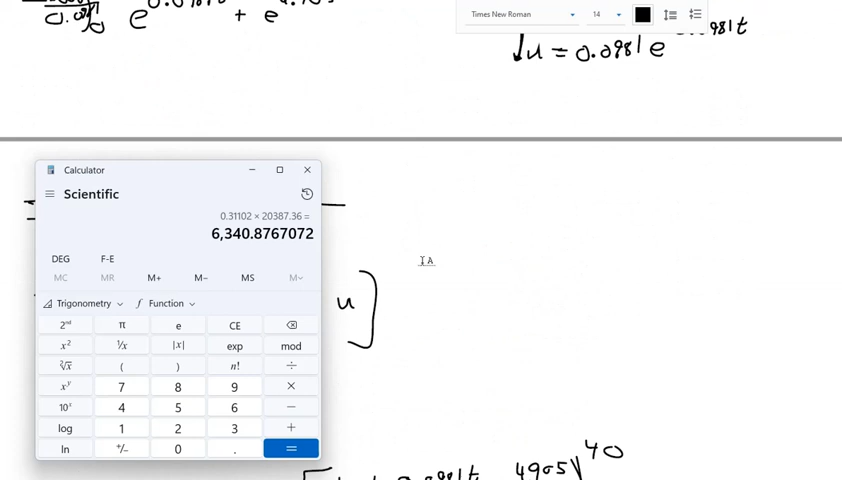 Times New Roman 14
+ e
u = 0.0981 e
Calculator
Scientific
0.31102 × 20387.36 =
6,340.8767072
DEG F-E
MC MR M+ M− MS M˅
Trigonometry Function
2ⁿᵈ π e CE
x² ¹/x |x| exp mod
²√x ( ) n! ÷
xʸ 7 8 9 ×
10ˣ 4 5 6 −
log 1 2 3 +
ln +/− 0 . =
u ]
A
4905 40